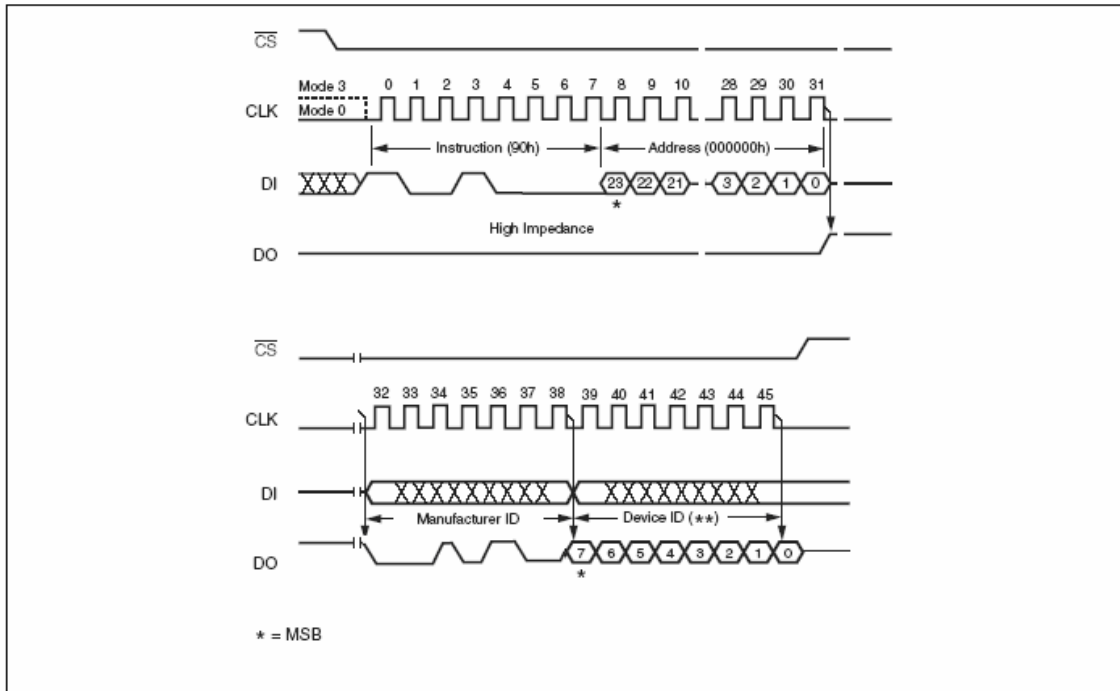 CS
0 1 2 3 4 5 6 7 8 9 10 28 29 30 31
Mode 3
CLK Mode 0
Instruction (90h) Address (000000h)
DI 23 22 21 3 2 1 0
*
High Impedance
DO
CS
32 33 34 35 36 37 38 39 40 41 42 43 44 45
CLK
DI
Manufacturer ID Device ID (**)
DO 7 6 5 4 3 2 1 0
*
* = MSB